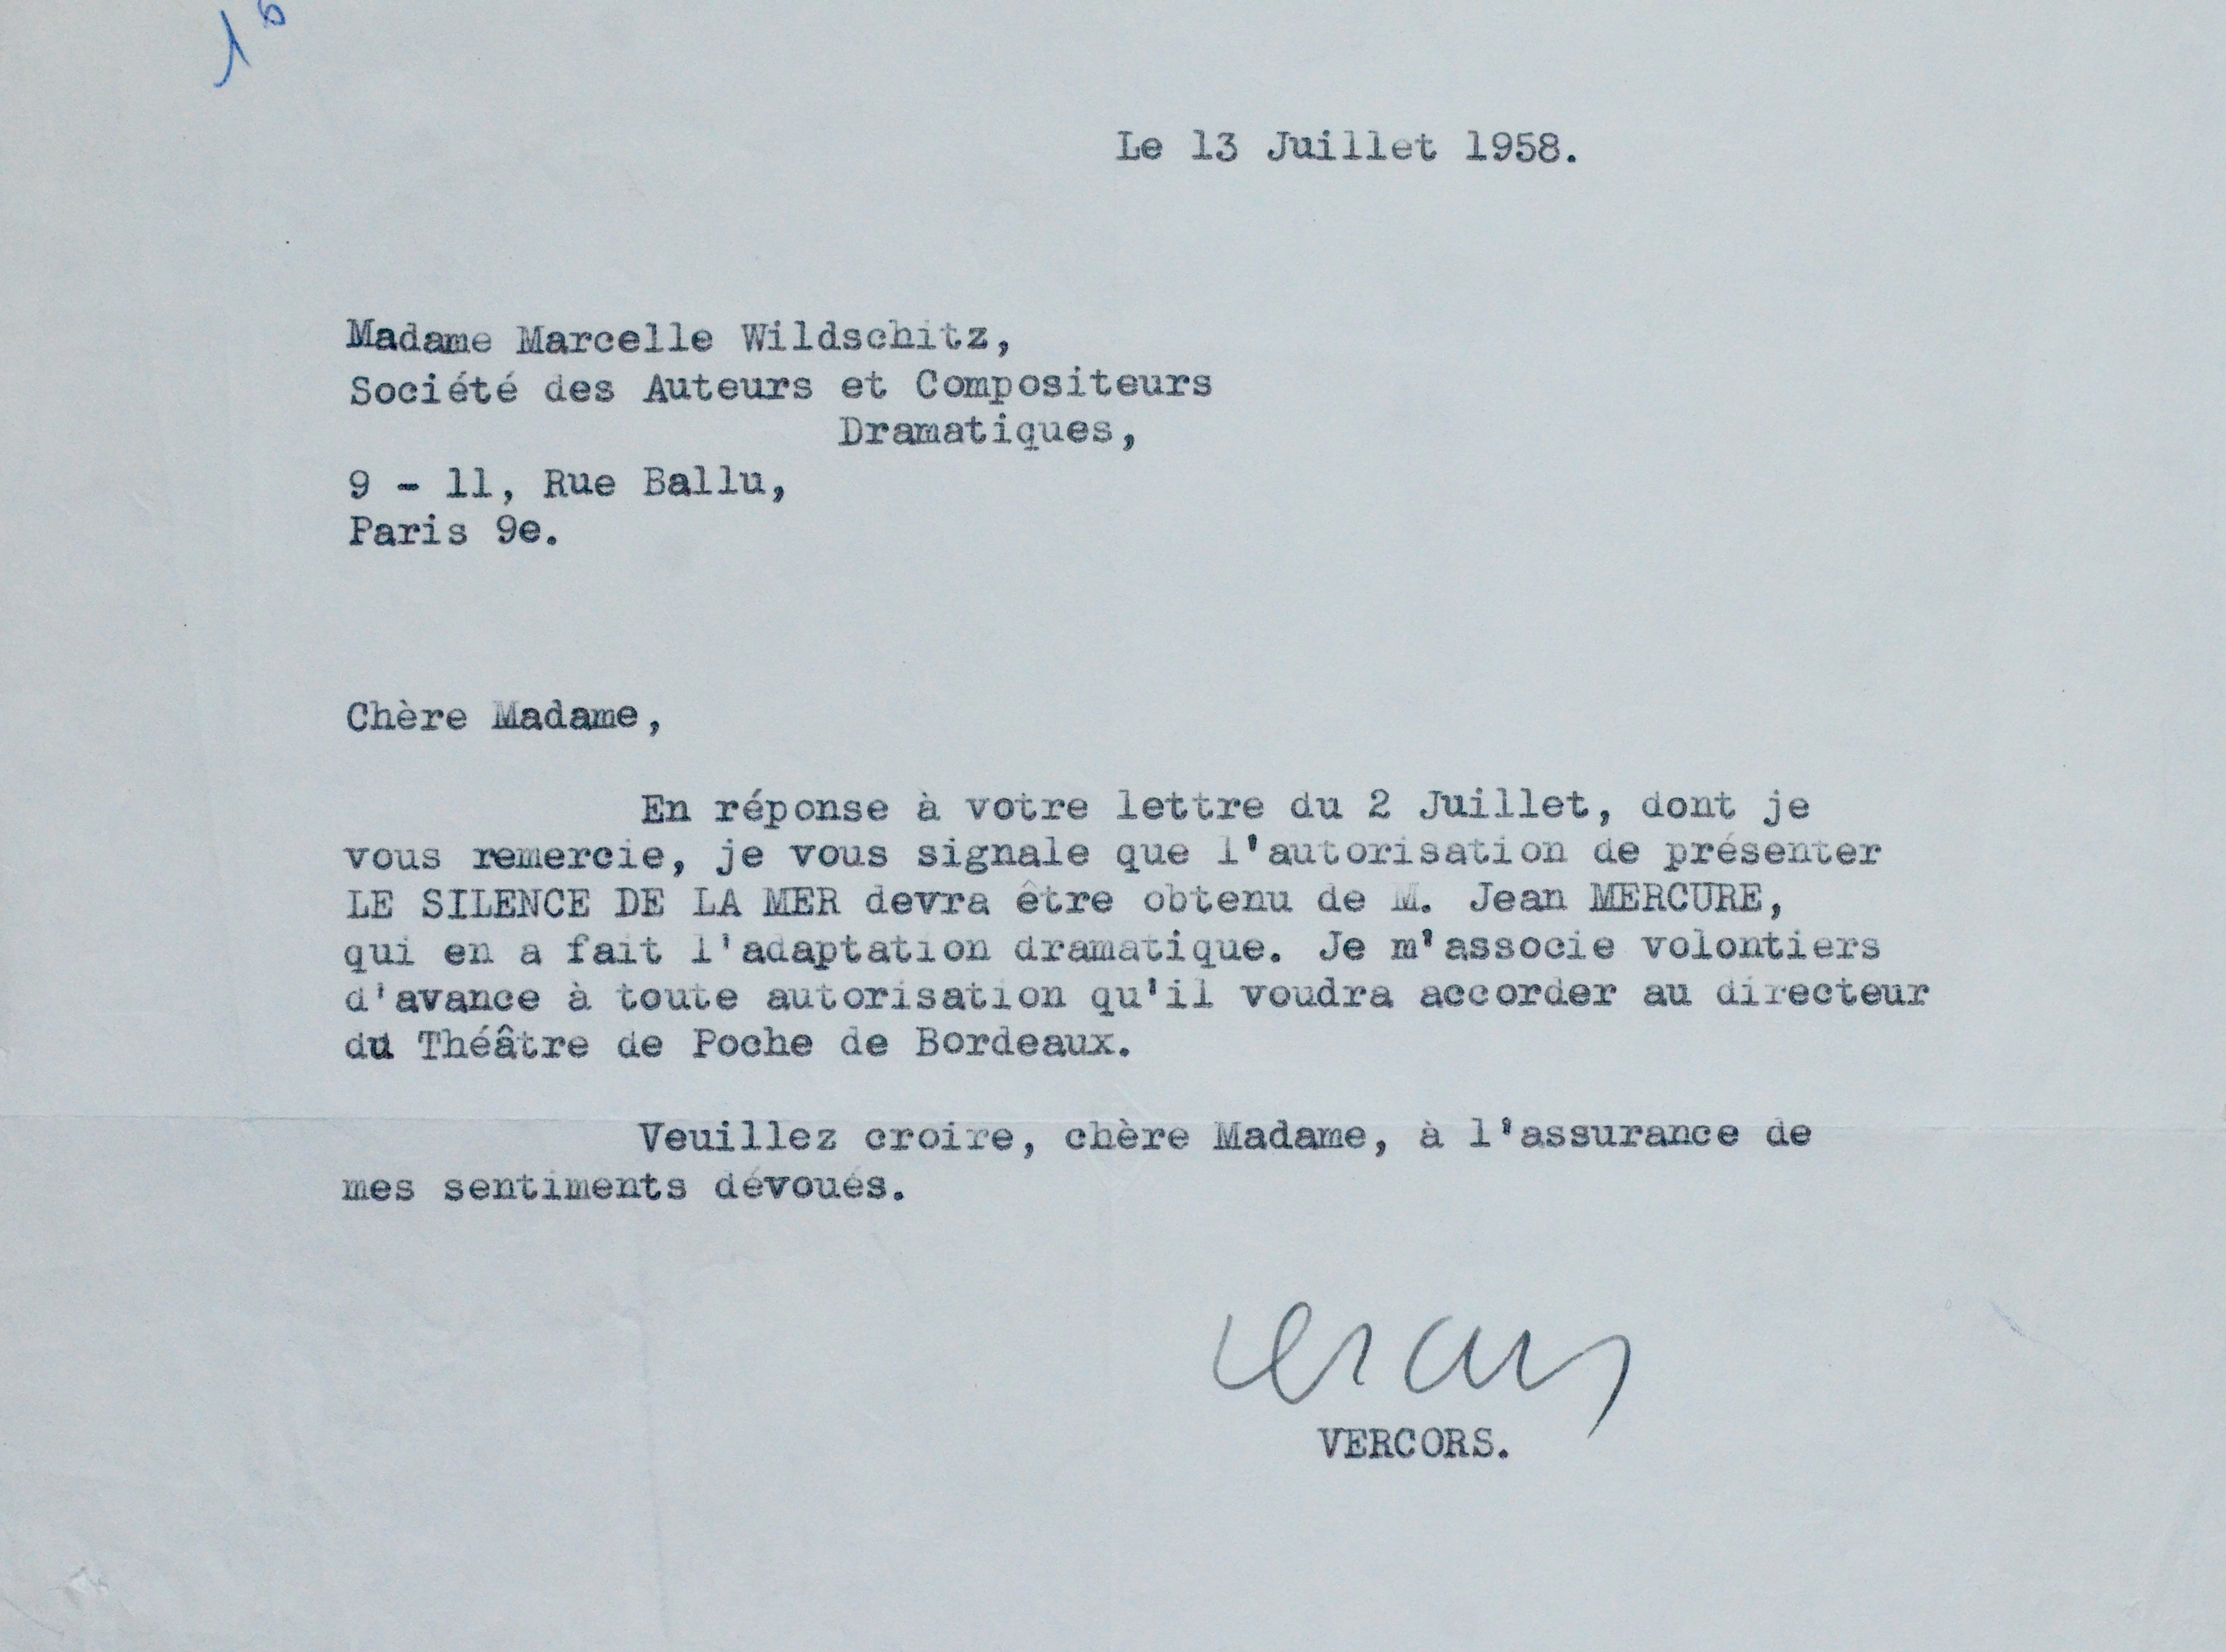 Le 13 Juillet 1958.
Madame Marcelle Wildschitz,
Société des Auteurs et Compositeurs
Dramatiques,
9 - 11, Rue Ballu,
Paris 9e.
Chère Madame,
En réponse à votre lettre du 2 Juillet, dont je
vous remercie, je vous signale que l'autorisation de présenter
LE SILENCE DE LA MER devra être obtenu de M. Jean MERCURE,
qui en a fait l'adaptation dramatique. Je m'associe volontiers
d'avance à toute autorisation qu'il voudra accorder au directeur
du Théâtre de Poche de Bordeaux.
Veuillez croire, chère Madame, à l'assurance de
mes sentiments dévoués.
Vercors
VERCORS.